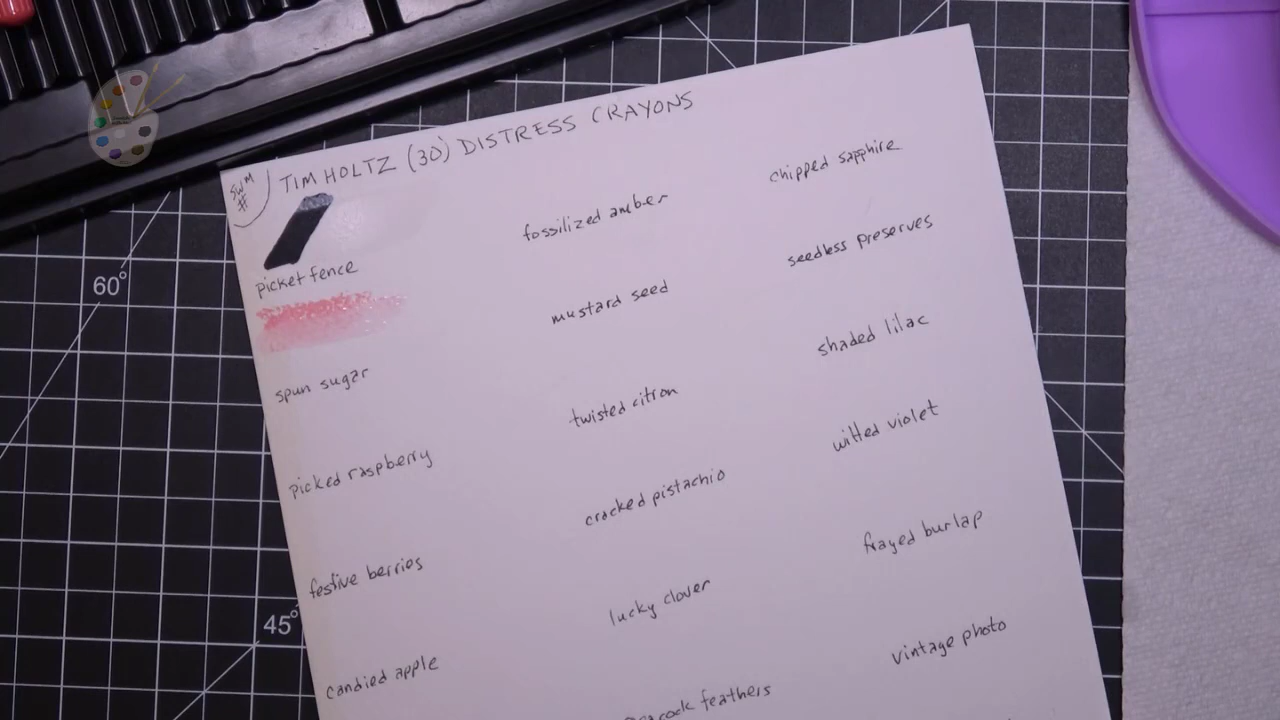 TIM HOLTZ (30) DISTRESS CRAYONS
SWM
#
picket fence
spun sugar
picked raspberry
festive berries
candied apple
fossilized amber
mustard seed
twisted citron
cracked pistachio
lucky clover
peacock feathers
chipped sapphire
seedless preserves
shaded lilac
wilted violet
frayed burlap
vintage photo
60°
45°